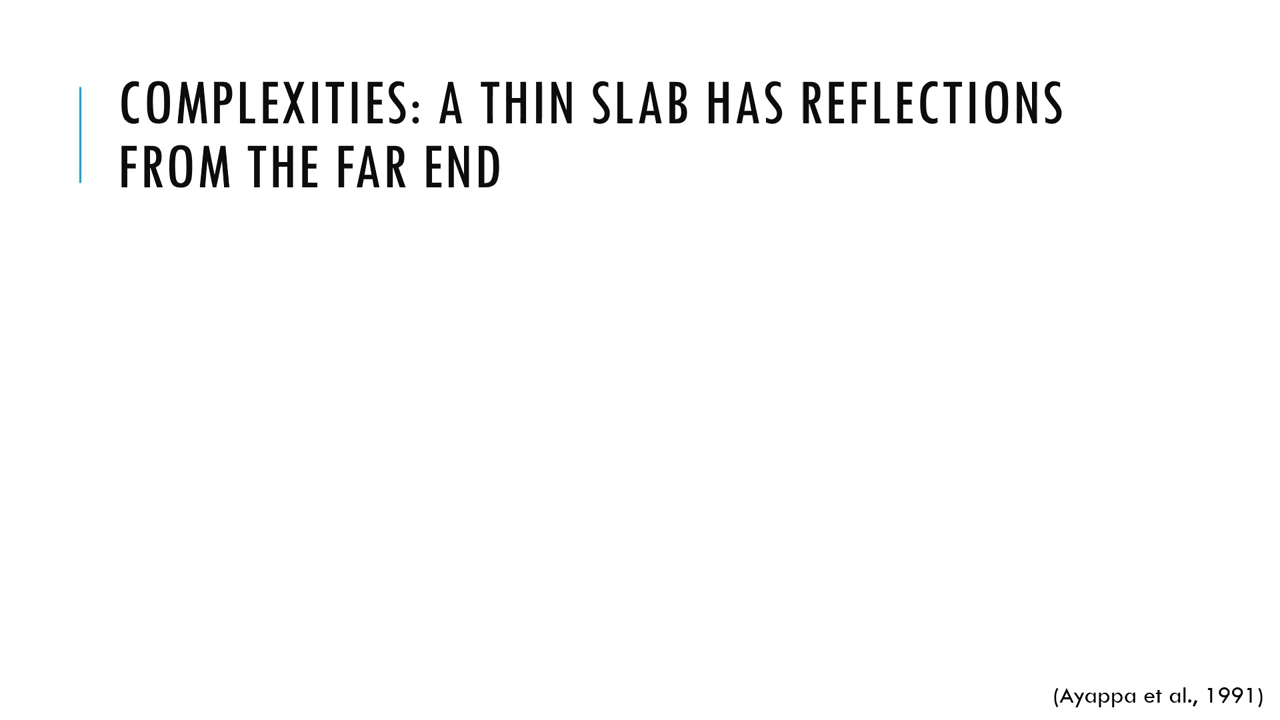 COMPLEXITIES: A THIN SLAB HAS REFLECTIONS
FROM THE FAR END
(Ayappa et al., 1991)